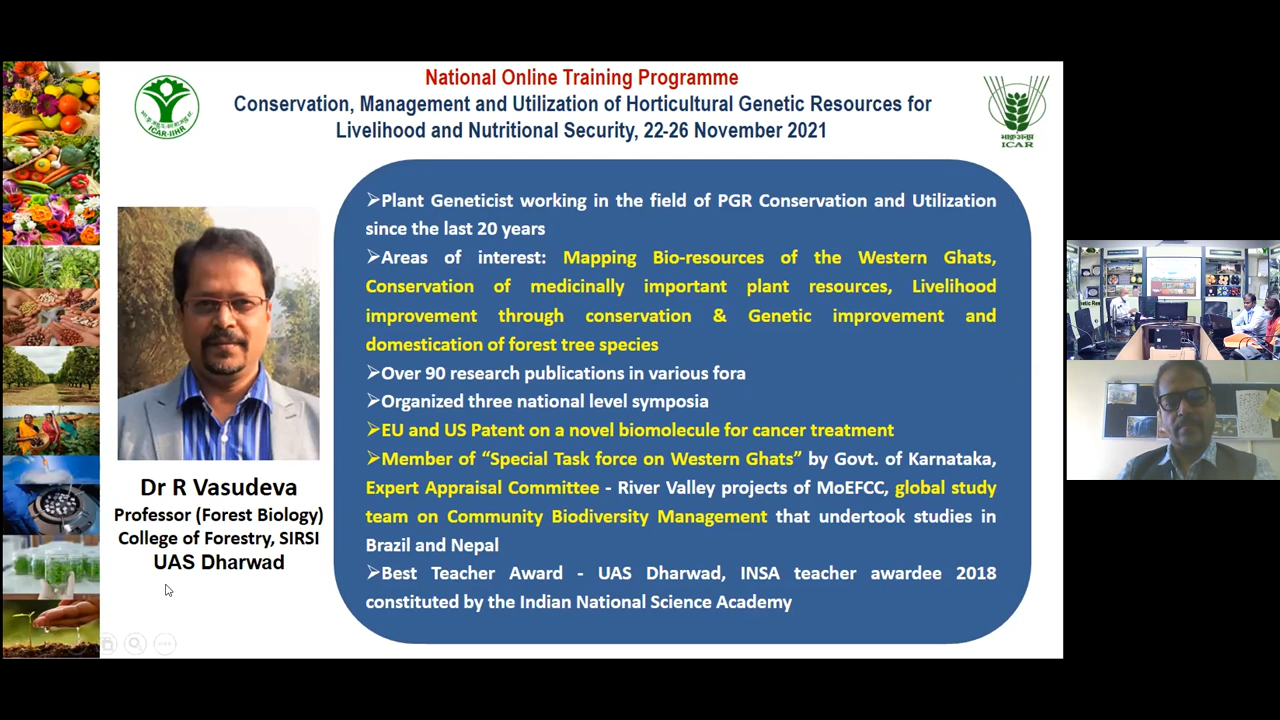 National Online Training Programme
Conservation, Management and Utilization of Horticultural Genetic Resources for
Livelihood and Nutritional Security, 22-26 November 2021
ICAR-IIHR
भाकृअनुप
ICAR
➢Plant Geneticist working in the field of PGR Conservation and Utilization
since the last 20 years
➢Areas of interest: Mapping Bio-resources of the Western Ghats,
Conservation of medicinally important plant resources, Livelihood
improvement through conservation & Genetic improvement and
domestication of forest tree species
➢Over 90 research publications in various fora
➢Organized three national level symposia
➢EU and US Patent on a novel biomolecule for cancer treatment
➢Member of “Special Task force on Western Ghats” by Govt. of Karnataka,
Expert Appraisal Committee - River Valley projects of MoEFCC, global study
team on Community Biodiversity Management that undertook studies in
Brazil and Nepal
➢Best Teacher Award - UAS Dharwad, INSA teacher awardee 2018
constituted by the Indian National Science Academy
Dr R Vasudeva
Professor (Forest Biology)
College of Forestry, SIRSI
UAS Dharwad